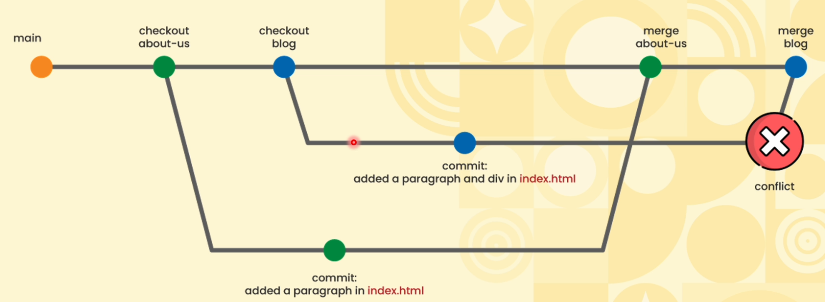 main
checkout
about-us
checkout
blog
merge
about-us
merge
blog
commit:
added a paragraph and div in index.html
conflict
commit:
added a paragraph in index.html